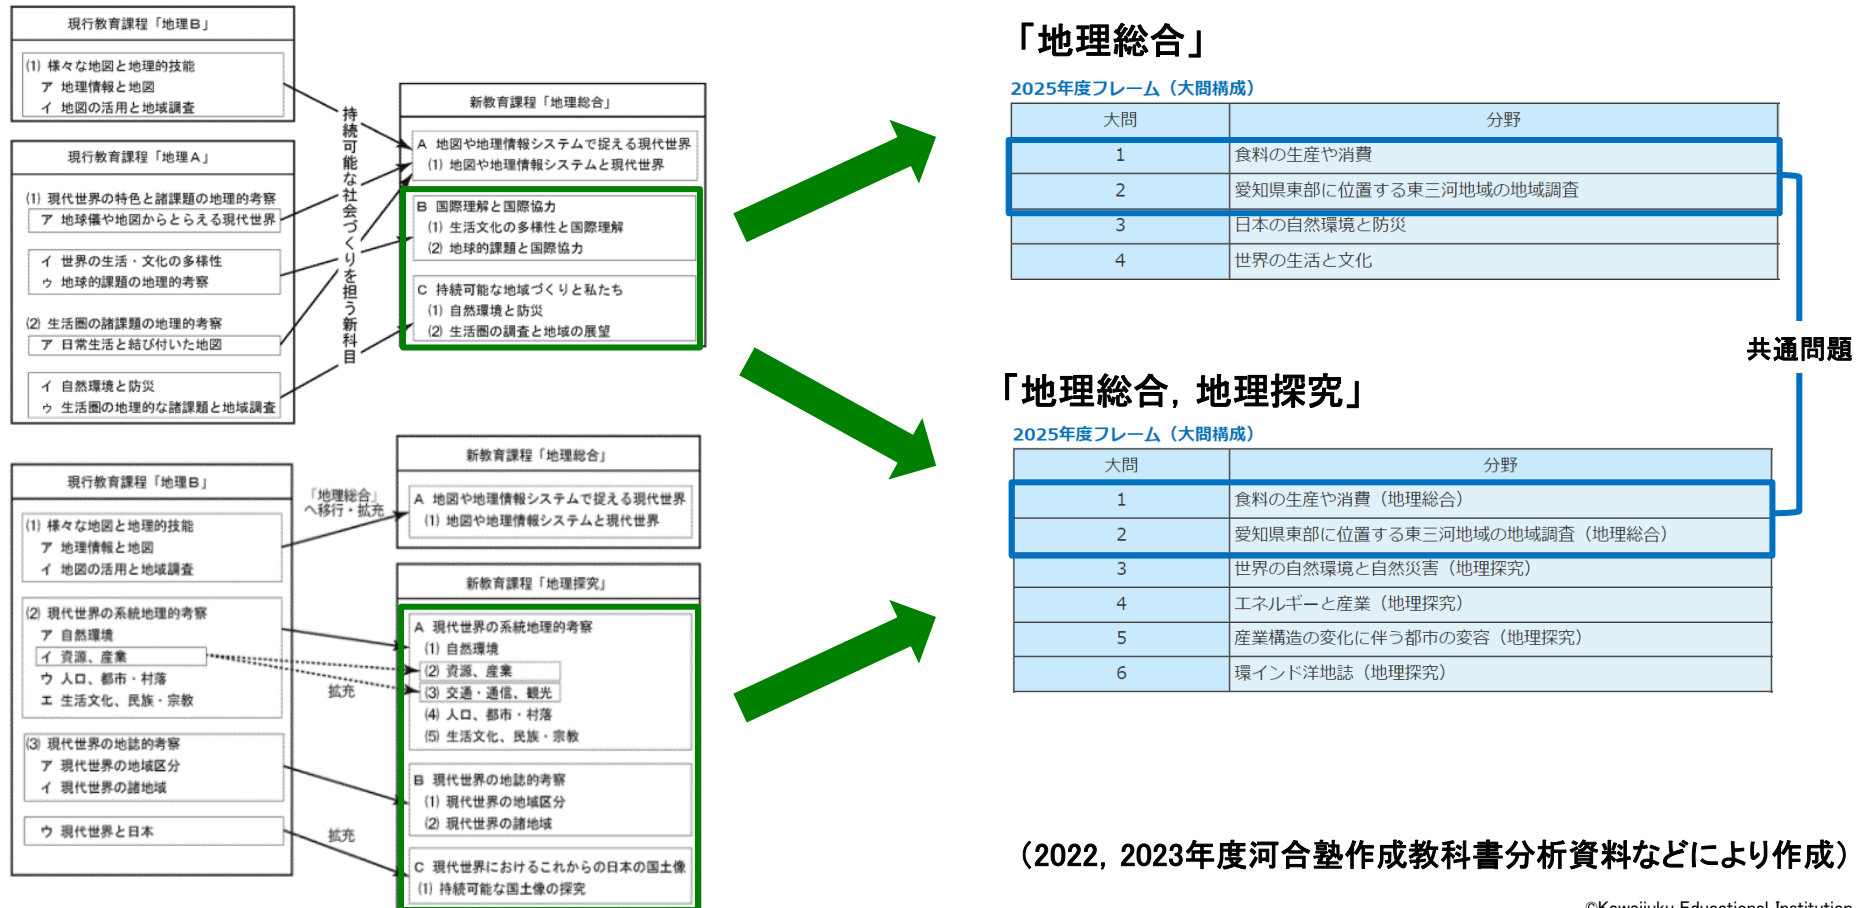 現行教育課程「地理B」
(1) 様々な地図と地理的技能
ア 地理情報と地図
イ 地図の活用と地域調査
現行教育課程「地理A」
(1) 現代世界の特色と諸課題の地理的考察
ア 地球儀や地図からとらえる現代世界
イ 世界の生活・文化の多様性
ウ 地球的課題の地理的考察
(2) 生活圏の諸課題の地理的考察
ア 日常生活と結び付いた地図
イ 自然環境と防災
ウ 生活圏の地理的な諸課題と地域調査
持続可能な社会づくりを担う新科目
新教育課程「地理総合」
A 地図や地理情報システムで捉える現代世界
(1) 地図や地理情報システムと現代世界
B 国際理解と国際協力
(1) 生活文化の多様性と国際理解
(2) 地球的課題と国際協力
C 持続可能な地域づくりと私たち
(1) 自然環境と防災
(2) 生活圏の調査と地域の展望
現行教育課程「地理B」
(1) 様々な地図と地理的技能
ア 地理情報と地図
イ 地図の活用と地域調査
(2) 現代世界の系統地理的考察
ア 自然環境
イ 資源、産業
ウ 人口、都市・村落
エ 生活文化、民族・宗教
(3) 現代世界の地誌的考察
ア 現代世界の地域区分
イ 現代世界の諸地域
ウ 現代世界と日本
「地理総合」
へ移行・拡充
拡充
拡充
新教育課程「地理総合」
A 地図や地理情報システムで捉える現代世界
(1) 地図や地理情報システムと現代世界
新教育課程「地理探究」
A 現代世界の系統地理的考察
(1) 自然環境
(2) 資源、産業
(3) 交通・通信、観光
(4) 人口、都市・村落
(5) 生活文化、民族・宗教
B 現代世界の地誌的考察
(1) 現代世界の地域区分
(2) 現代世界の諸地域
C 現代世界におけるこれからの日本の国土像
(1) 持続可能な国土像の探究
「地理総合」
2025年度フレーム（大問構成）
大問 分野
1 食料の生産や消費
2 愛知県東部に位置する東三河地域の地域調査
3 日本の自然環境と防災
4 世界の生活と文化
共通問題
「地理総合，地理探究」
2025年度フレーム（大問構成）
大問 分野
1 食料の生産や消費（地理総合）
2 愛知県東部に位置する東三河地域の地域調査（地理総合）
3 世界の自然環境と自然災害（地理探究）
4 エネルギーと産業（地理探究）
5 産業構造の変化に伴う都市の変容（地理探究）
6 環インド洋地誌（地理探究）
（2022，2023年度河合塾作成教科書分析資料などにより作成）
©Kawaijuku Educational Institution